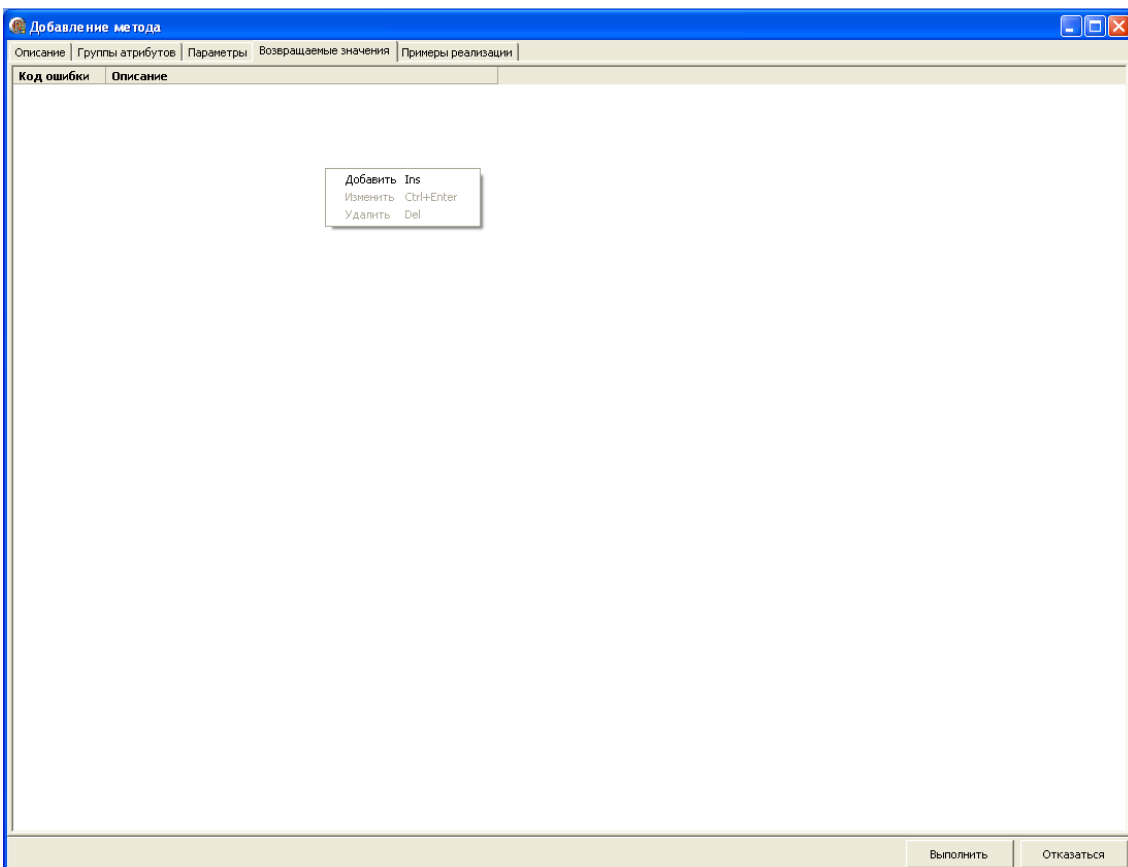 Добавление метода
Описание Группы атрибутов Параметры Возвращаемые значения Примеры реализации
Код ошибки Описание
Добавить Ins
Изменить Ctrl+Enter
Удалить Del
Выполнить Отказаться